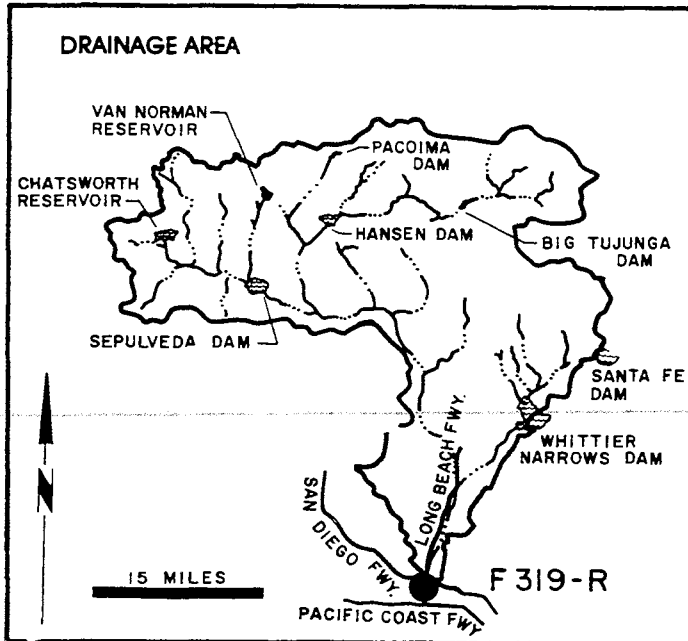 DRAINAGE AREA
VAN NORMAN
RESERVOIR
PACOIMA
DAM
CHATSWORTH
RESERVOIR
HANSEN DAM
BIG TUJUNGA
DAM
SEPULVEDA DAM
SANTA FE
DAM
WHITTIER
NARROWS DAM
LONG BEACH FWY.
SAN DIEGO FWY.
N
15 MILES
F319-R
PACIFIC COAST FWY